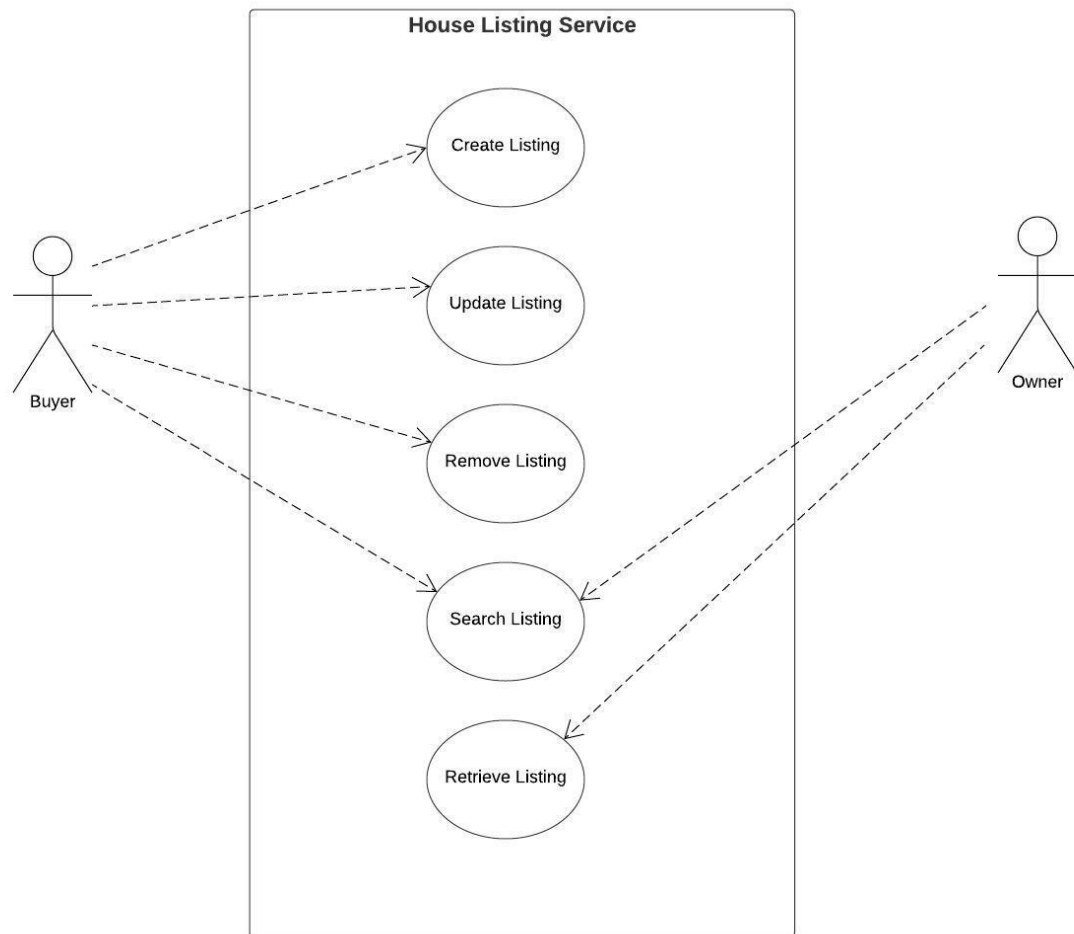 House Listing Service
Create Listing
Update Listing
Buyer
Owner
Remove Listing
Search Listing
Retrieve Listing